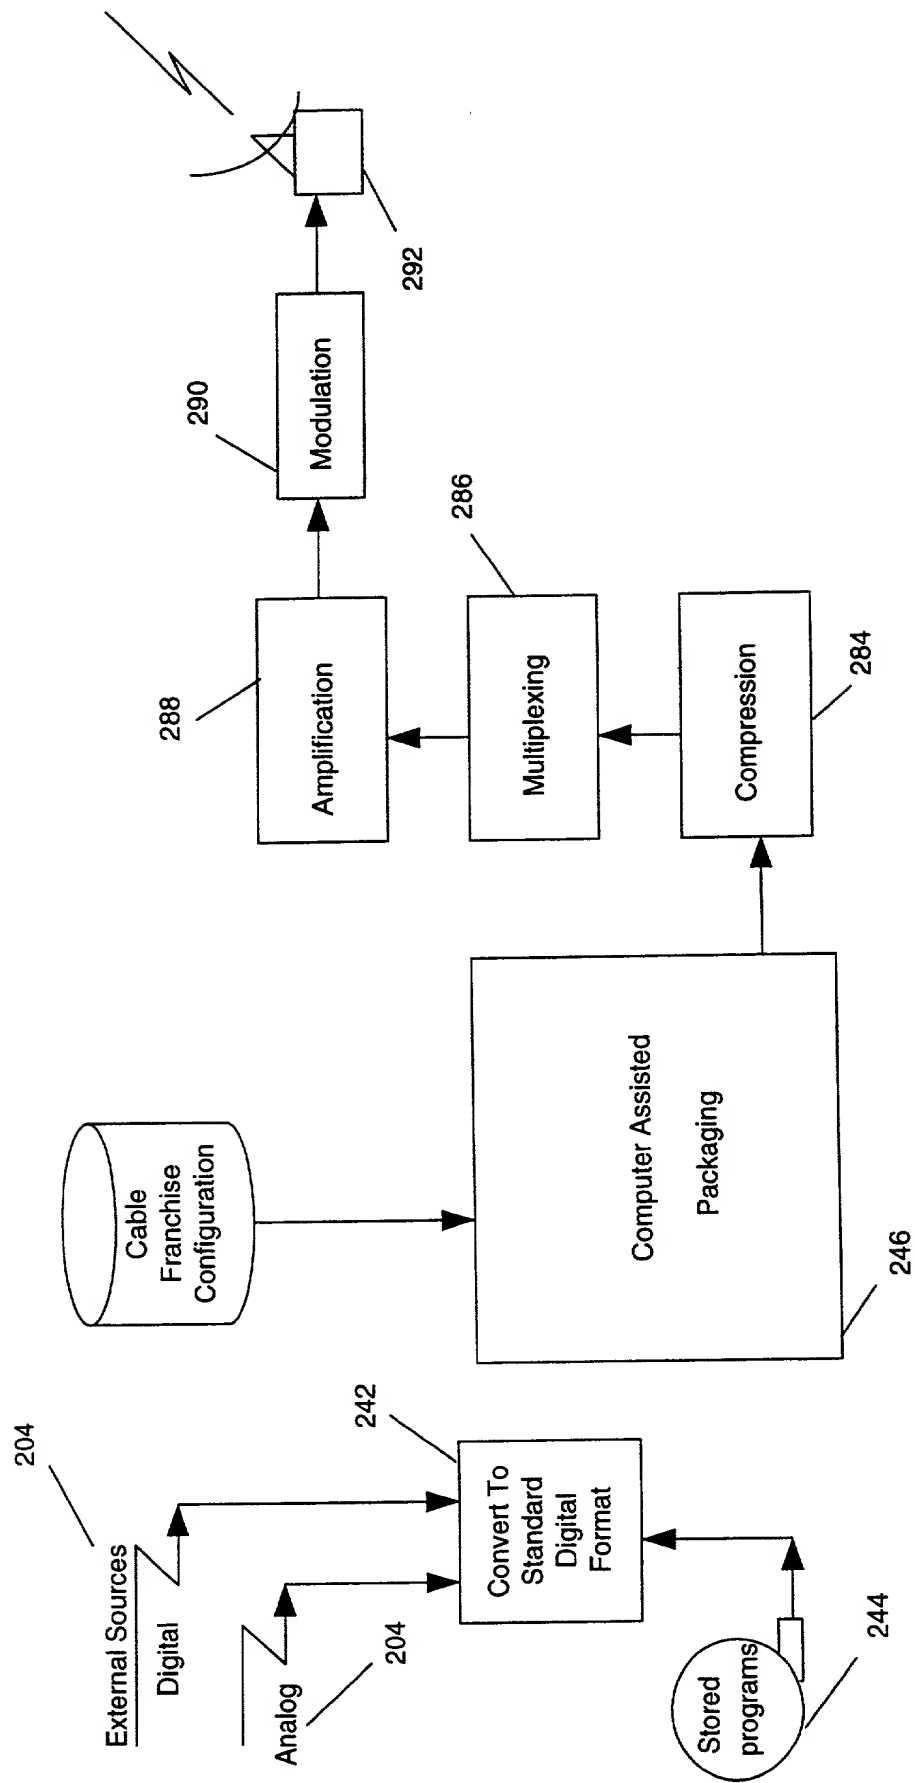 204
External Sources
Digital
Analog
204
242
Convert To
Standard
Digital
Format
Stored
programs
244
Cable
Franchise
Configuration
Computer Assisted
Packaging
246
288
Amplification
286
Multiplexing
Compression
284
290
Modulation
292